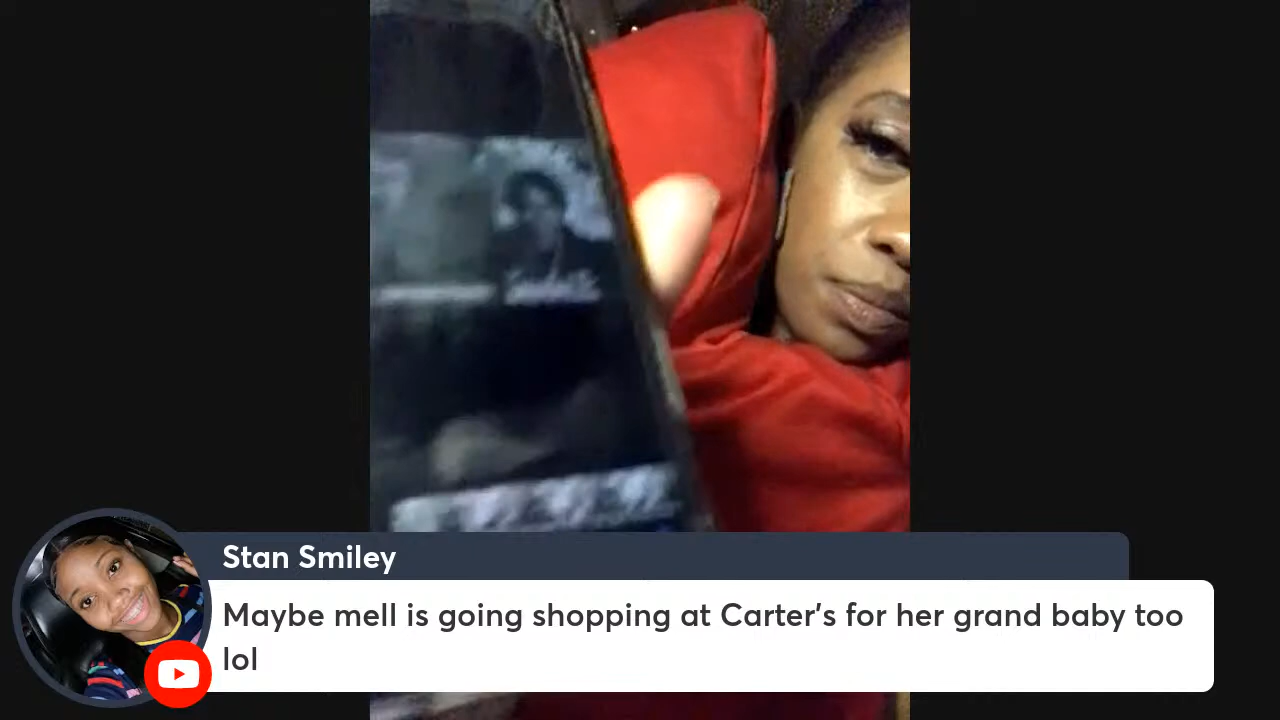 Stan Smiley
Maybe mell is going shopping at Carter's for her grand baby too
lol